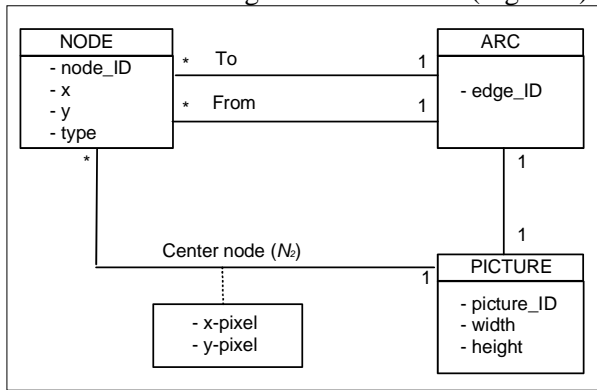 NODE
- node_ID
- x
- y
- type
* To 1
* From 1
ARC
- edge_ID
*
1
1
Center node (N₂)
1
PICTURE
- picture_ID
- width
- height
- x-pixel
- y-pixel